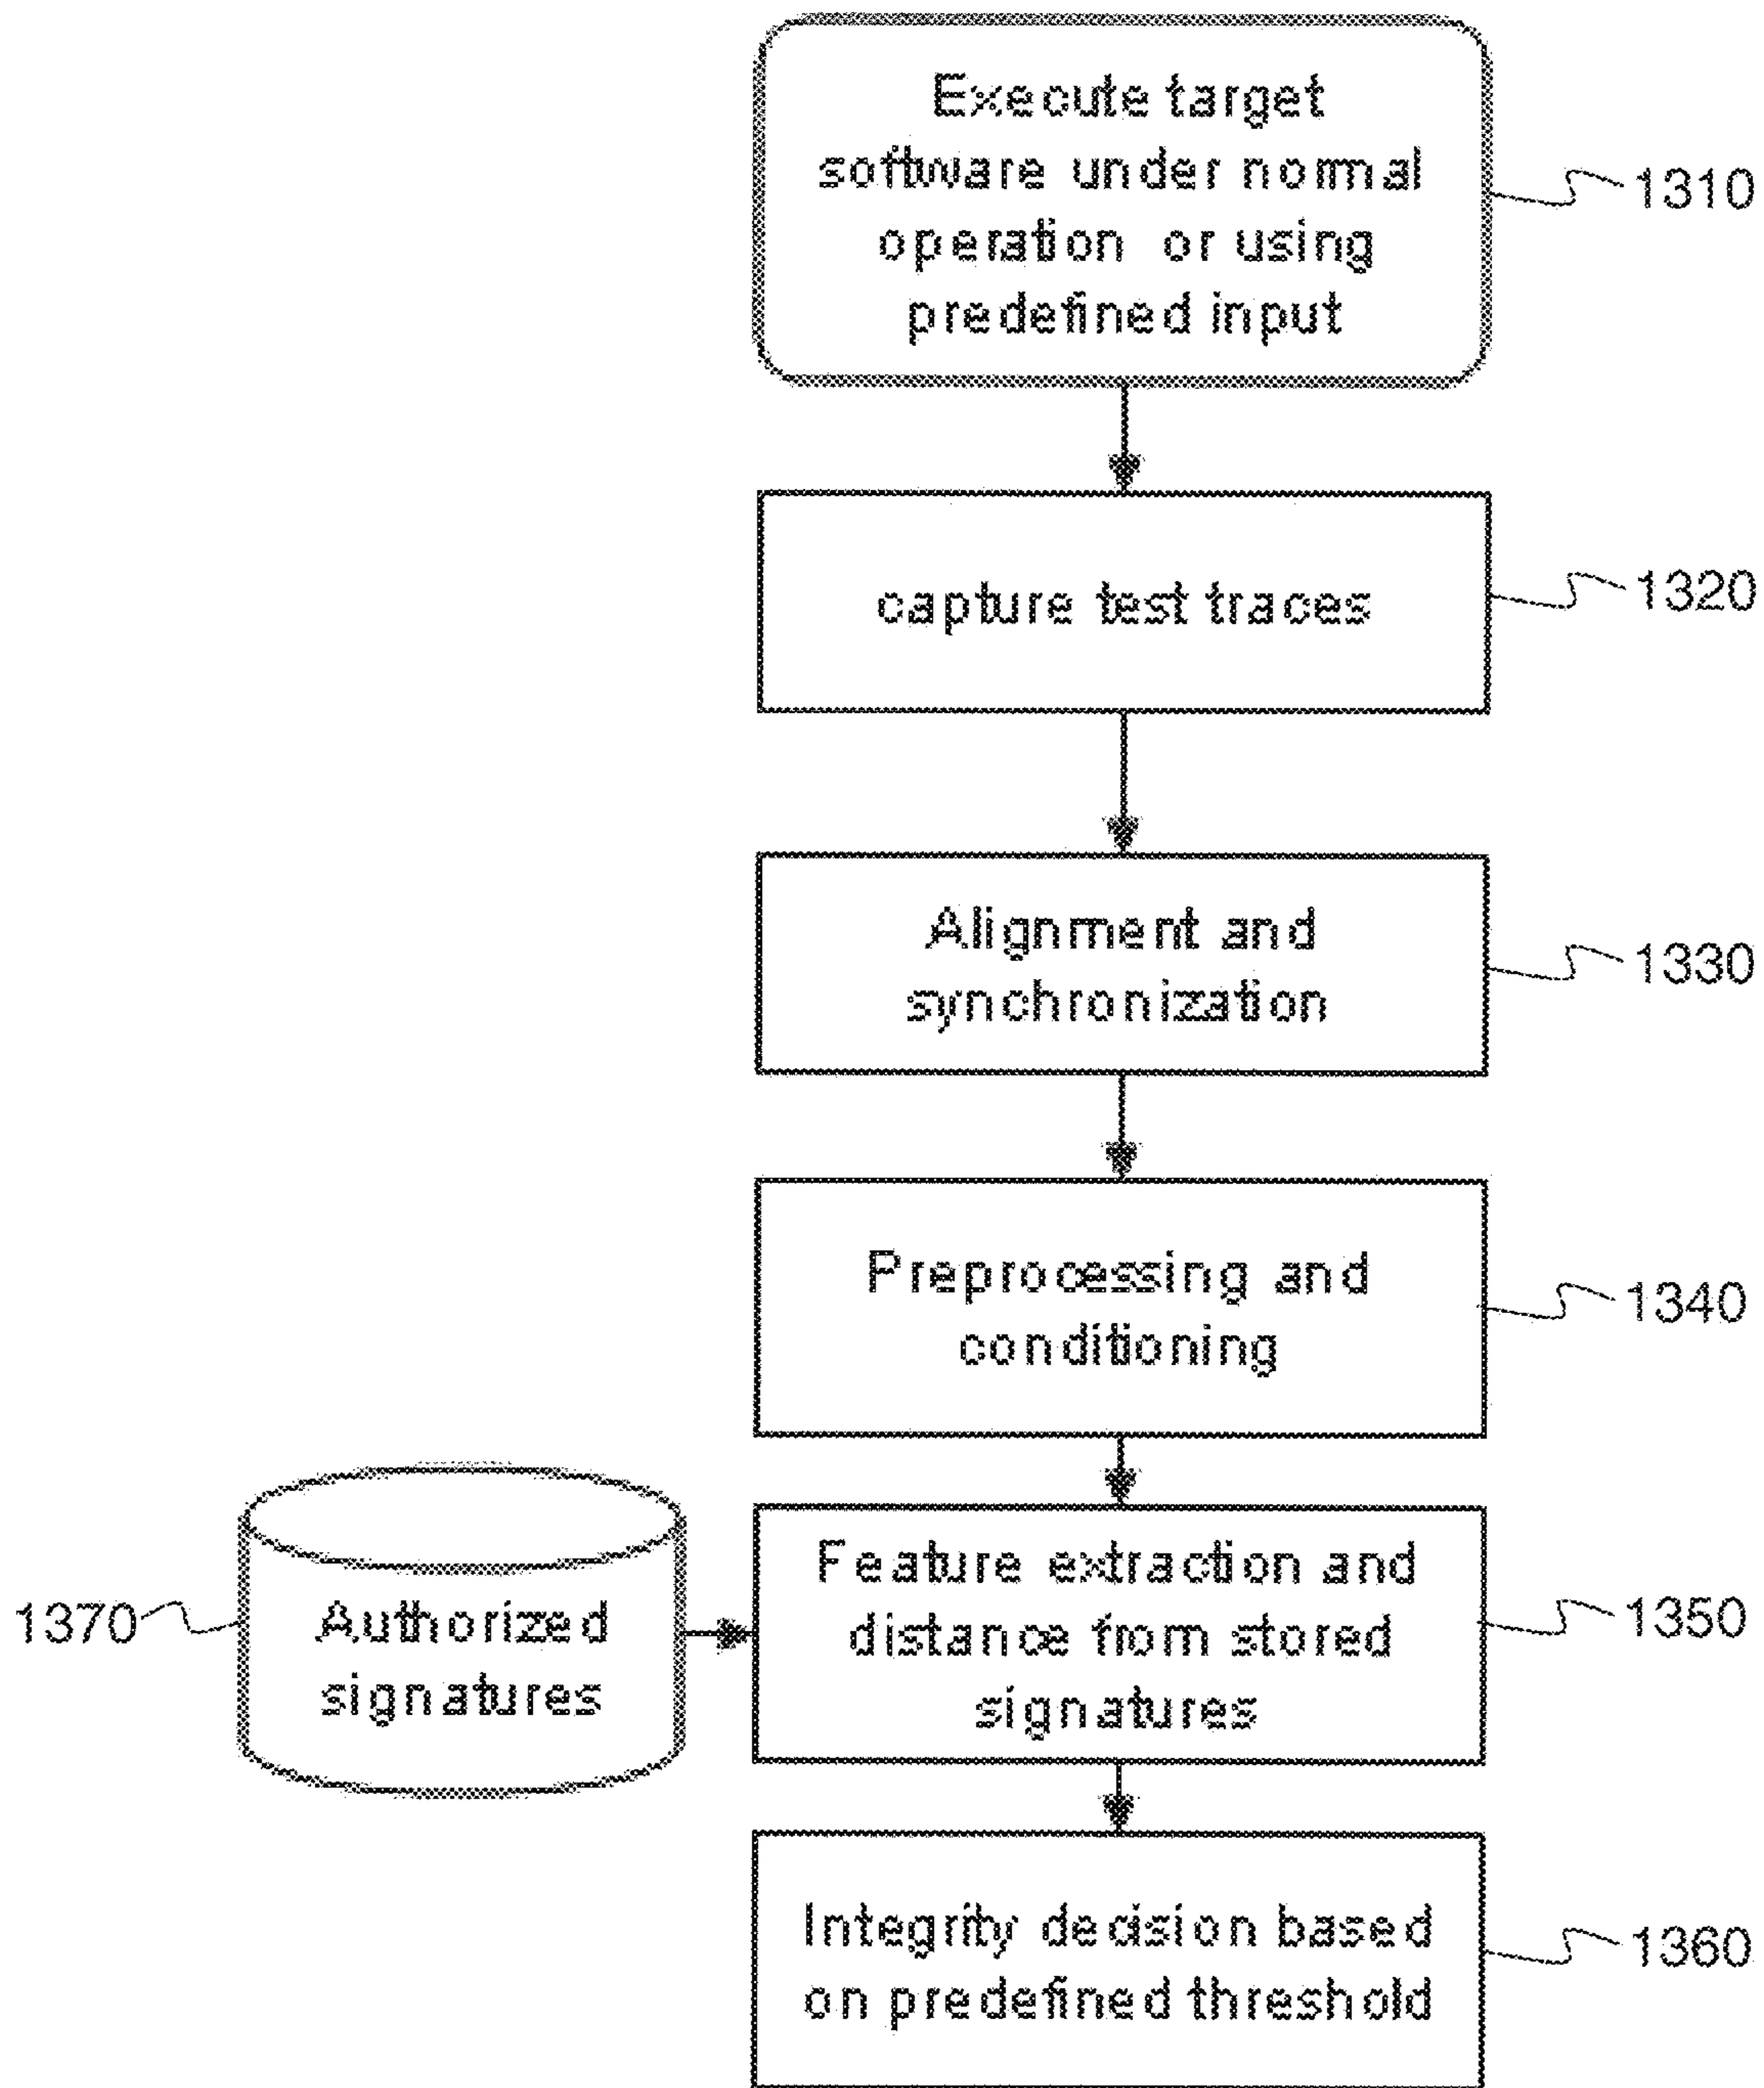 Execute target
software under normal
operation or using
predefined input
1310
capture test traces
1320
Alignment and
synchronization
1330
Preprocessing and
conditioning
1340
Authorized
signatures
1370
Feature extraction and
distance from stored
signatures
1350
Integrity decision based
on predefined threshold
1360